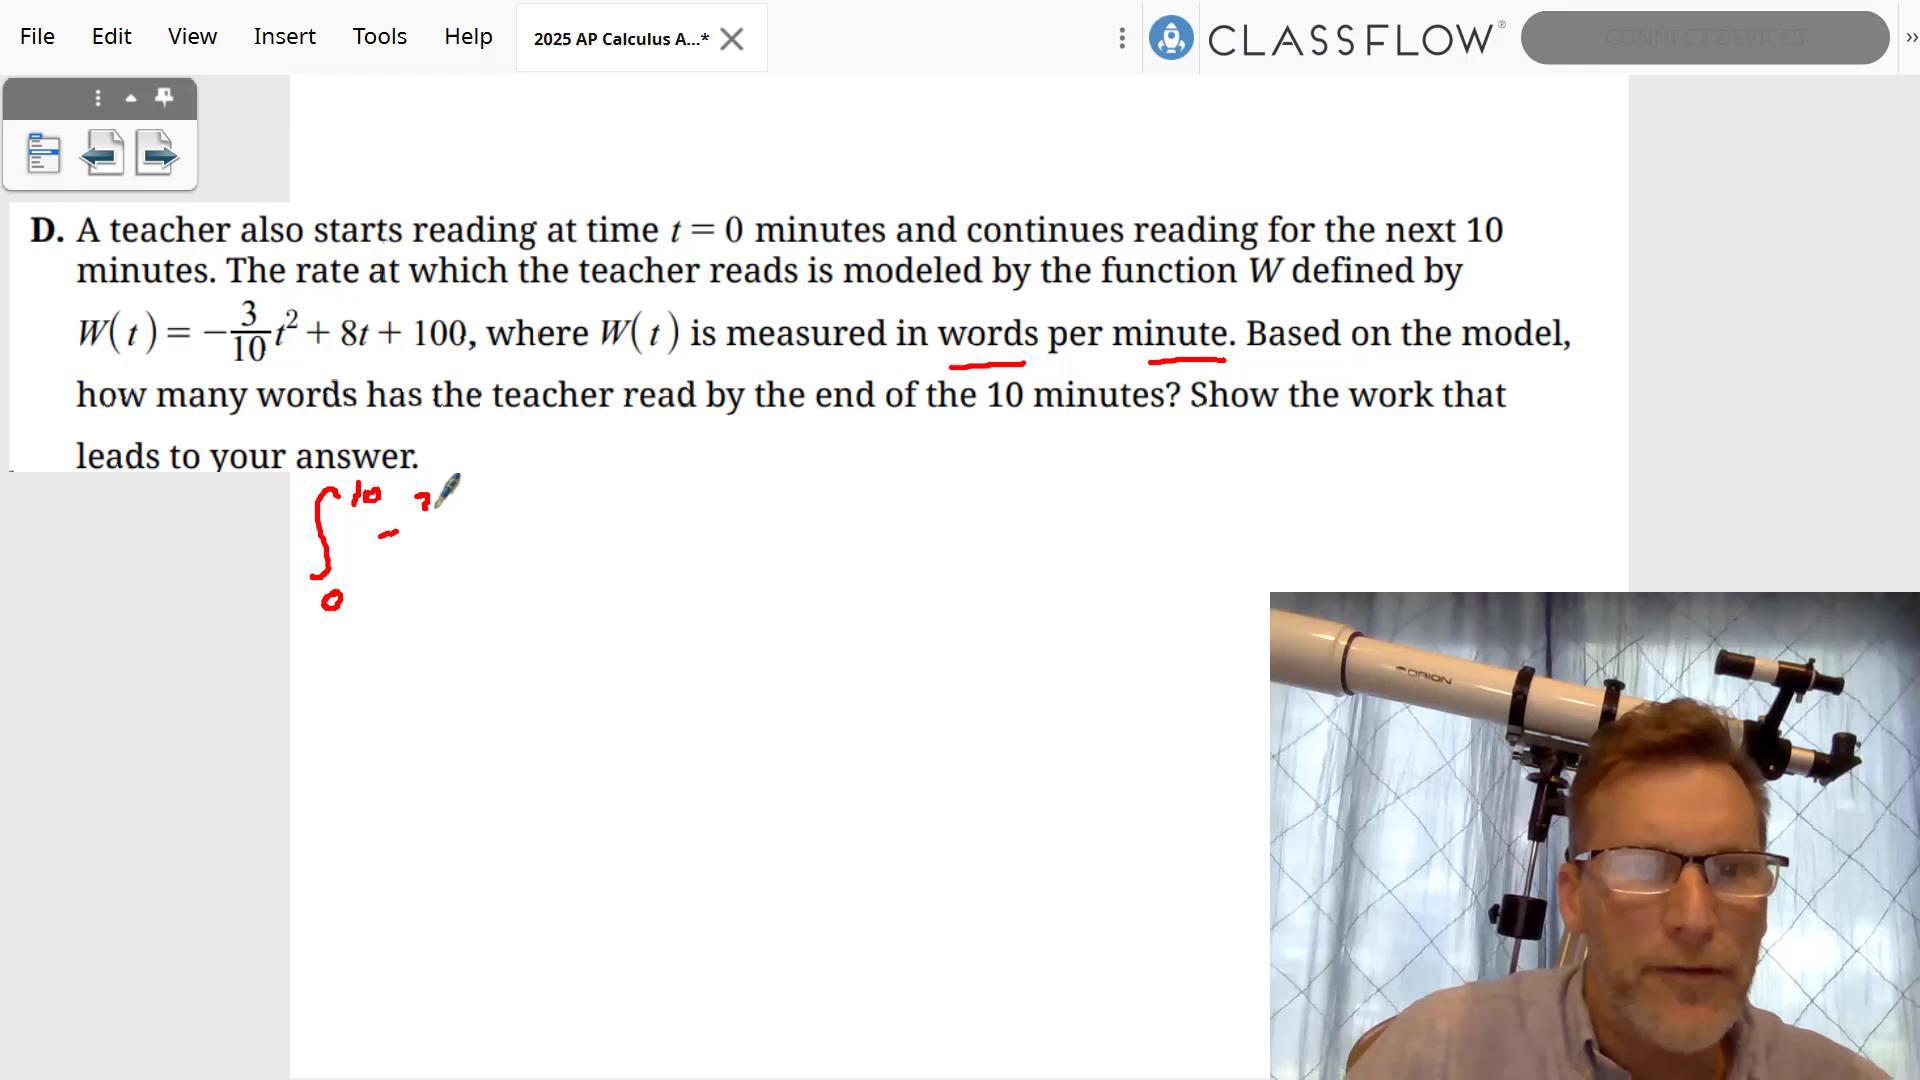 File Edit View Insert Tools Help 2025 AP Calculus A...* CLASSFLOW® CONNECT DEVICES
D. A teacher also starts reading at time t = 0 minutes and continues reading for the next 10
minutes. The rate at which the teacher reads is modeled by the function W defined by
W(t) = −3/10 t² + 8t + 100, where W(t) is measured in words per minute. Based on the model,
how many words has the teacher read by the end of the 10 minutes? Show the work that
leads to your answer.
∫ 10
−
0
ORION